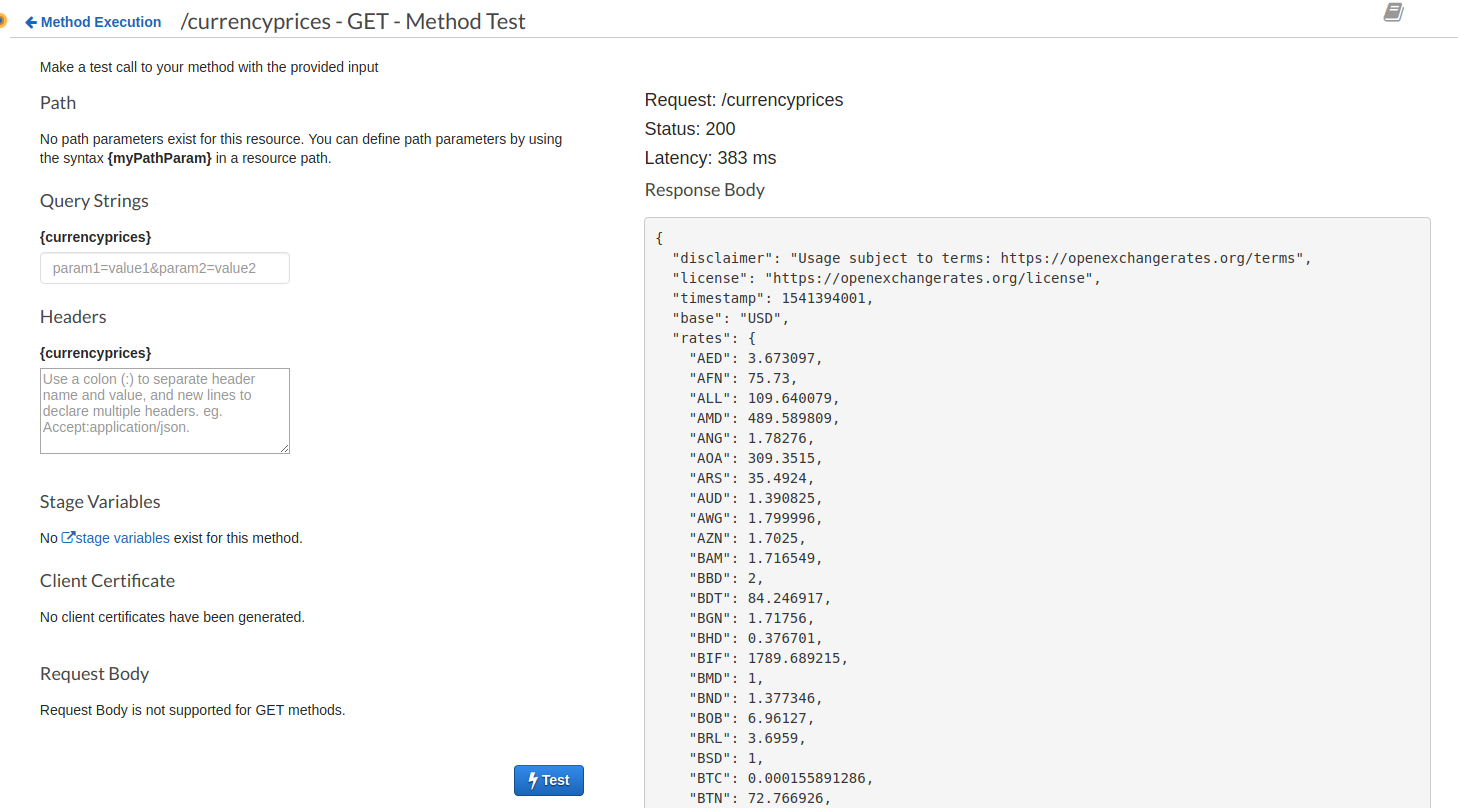 Method Execution /currencyprices - GET - Method Test
Make a test call to your method with the provided input
Path
No path parameters exist for this resource. You can define path parameters by using
the syntax {myPathParam} in a resource path.
Query Strings
{currencyprices}
param1=value1&param2=value2
Headers
{currencyprices}
Use a colon (:) to separate header
name and value, and new lines to
declare multiple headers. eg.
Accept:application/json.
Stage Variables
No stage variables exist for this method.
Client Certificate
No client certificates have been generated.
Request Body
Request Body is not supported for GET methods.
Test
Request: /currencyprices
Status: 200
Latency: 383 ms
Response Body
{
  "disclaimer": "Usage subject to terms: https://openexchangerates.org/terms",
  "license": "https://openexchangerates.org/license",
  "timestamp": 1541394001,
  "base": "USD",
  "rates": {
    "AED": 3.673097,
    "AFN": 75.73,
    "ALL": 109.640079,
    "AMD": 489.589809,
    "ANG": 1.78276,
    "AOA": 309.3515,
    "ARS": 35.4924,
    "AUD": 1.390825,
    "AWG": 1.799996,
    "AZN": 1.7025,
    "BAM": 1.716549,
    "BBD": 2,
    "BDT": 84.246917,
    "BGN": 1.71756,
    "BHD": 0.376701,
    "BIF": 1789.689215,
    "BMD": 1,
    "BND": 1.377346,
    "BOB": 6.96127,
    "BRL": 3.6959,
    "BSD": 1,
    "BTC": 0.000155891286,
    "BTN": 72.766926,